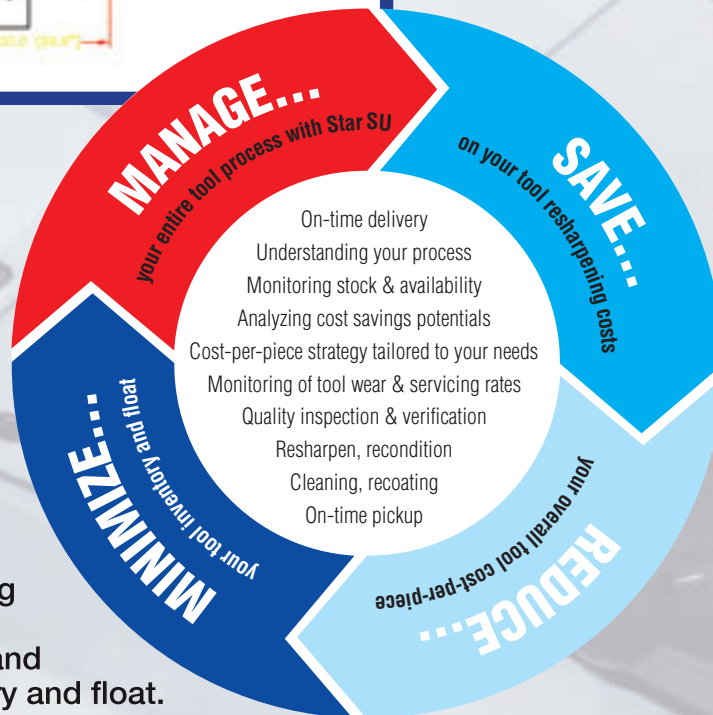 MANAGE...
your entire tool process with Star SU
SAVE...
on your tool resharpening costs
On-time delivery
Understanding your process
Monitoring stock & availability
Analyzing cost savings potentials
Cost-per-piece strategy tailored to your needs
Monitoring of tool wear & servicing rates
Quality inspection & verification
Resharpen, recondition
Cleaning, recoating
On-time pickup
MINIMIZE...
your tool inventory and float
REDUCE...
your overall tool cost-per-piece
and
and float.